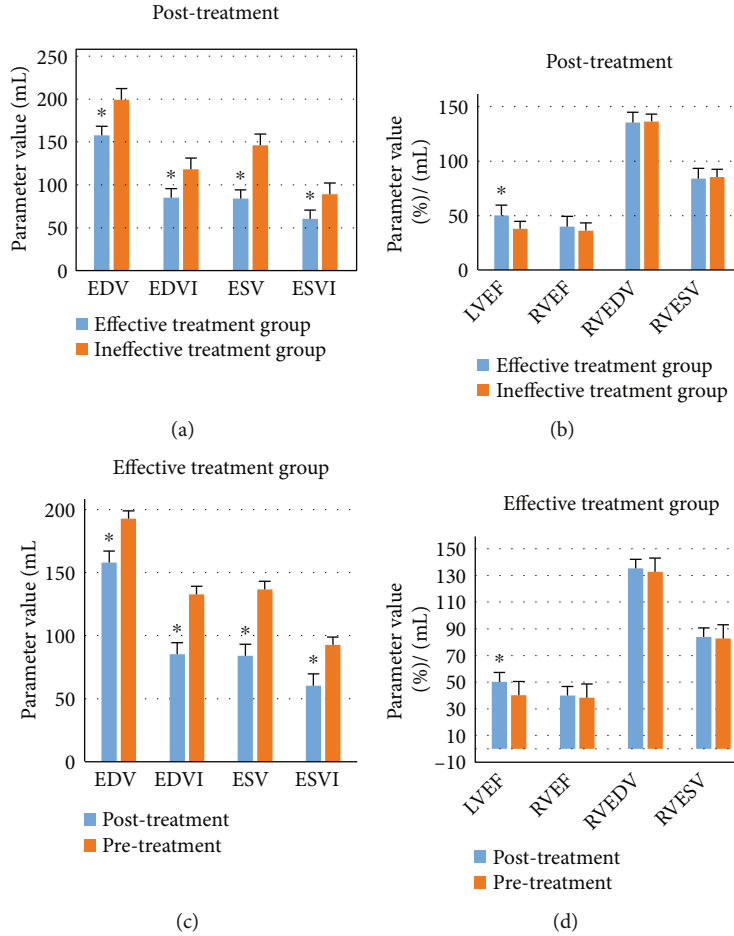 Post-treatment
Parameter value (mL)
250
200
150
100
50
0
*
*
*
*
EDV EDVI ESV ESVI
Effective treatment group
Ineffective treatment group
(a)
Post-treatment
Parameter value
(%)/ (mL)
150
100
50
0
*
LVEF RVEF RVEDV RVESV
Effective treatment group
Ineffective treatment group
(b)
Effective treatment group
Parameter value (mL
200
150
100
50
0
*
*
*
*
EDV EDVI ESV ESVI
Post-treatment
Pre-treatment
(c)
Effective treatment group
Parameter value
(%)/ (mL)
150
130
110
90
70
50
30
10
–10
*
LVEF RVEF RVEDV RVESV
Post-treatment
Pre-treatment
(d)